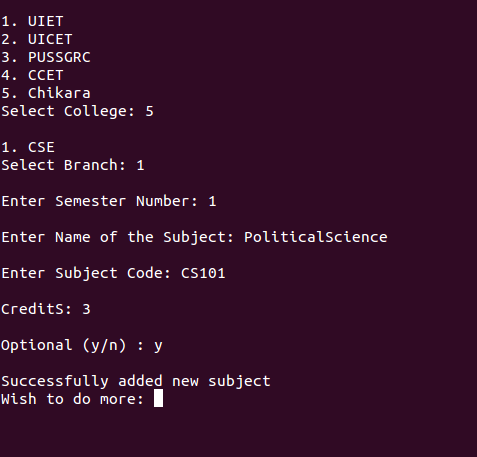 1. UIET
2. UICET
3. PUSSGRC
4. CCET
5. Chikara
Select College: 5
1. CSE
Select Branch: 1
Enter Semester Number: 1
Enter Name of the Subject: PoliticalScience
Enter Subject Code: CS101
CreditS: 3
Optional (y/n) : y
Successfully added new subject
Wish to do more: